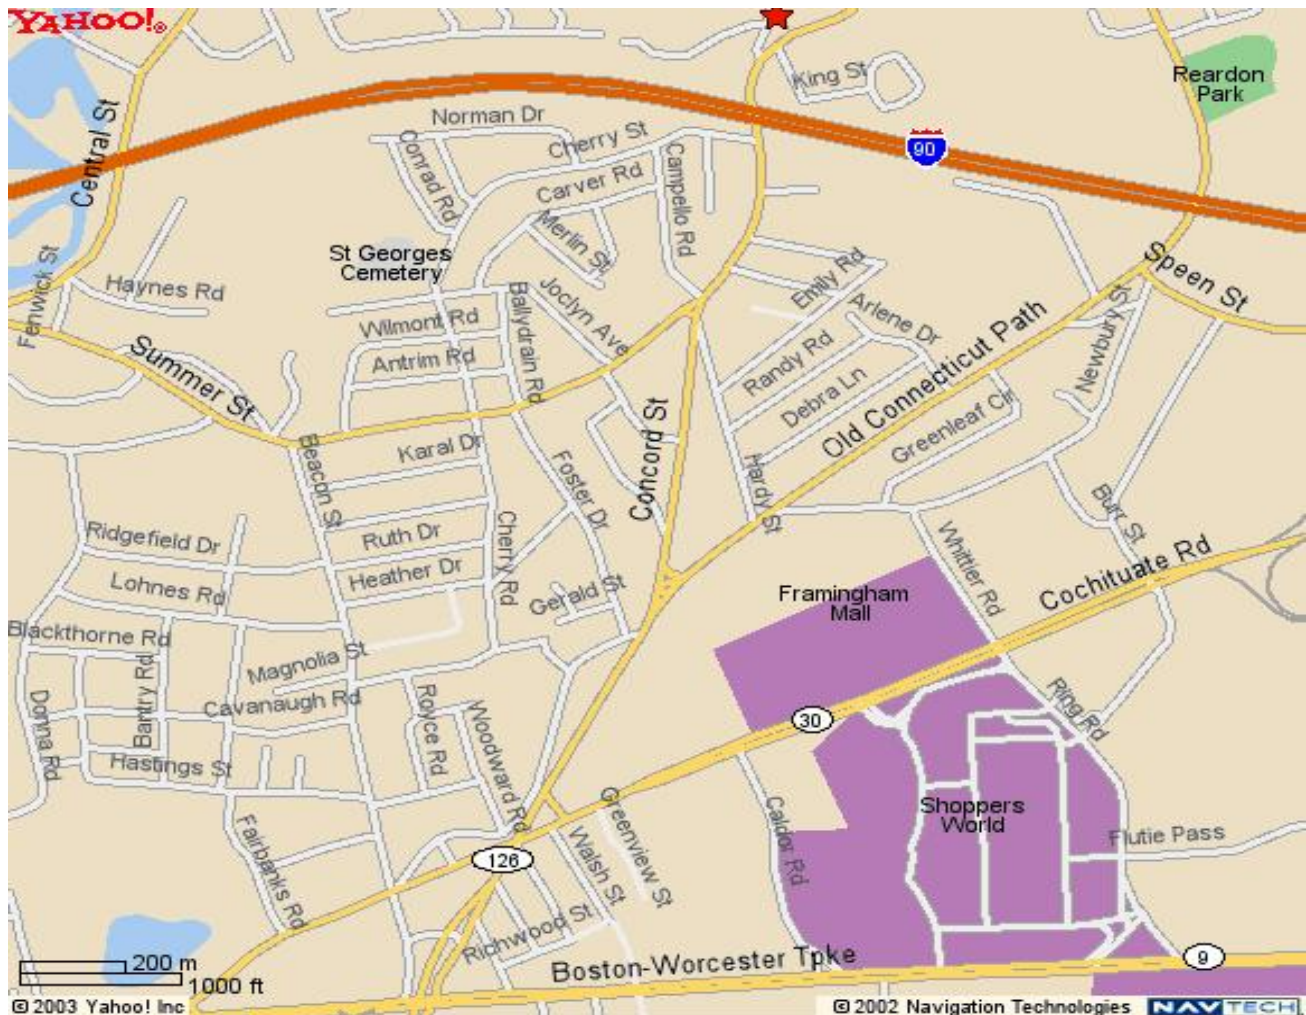 YAHOO!®
King St
Reardon
Park
Norman Dr
Cherry St
Conrad Rd
Central St
90
Carver Rd
Campello Rd
Merlin St
St Georges
Cemetery
Fenwick St
Haynes Rd
Emily Rd
Speen St
Joclyn Ave
Ballydrain Rd
Arlene Dr
Wilmont Rd
Newbury St
Summer St
Antrim Rd
Randy Rd
Debra Ln
Old Connecticut Path
Greenleaf Cir
Concord St
Karal Dr
Beacon St
Foster Dr
Hardy St
Burr St
Ridgefield Dr
Ruth Dr
Cherry Rd
Whittier Rd
Cochituate Rd
Lohnes Rd
Heather Dr
Gerald St
Framingham
Mall
Blackthorne Rd
Magnolia St
Bantry Rd
Donna Rd
Cavanaugh Rd
Royce Rd
Woodward Rd
Ring Rd
30
Hastings St
Shoppers
World
Greenview St
Caldor Rd
Fairbanks Rd
Walsh St
Flutie Pass
126
Richwood St
Boston-Worcester Tpke
9
200 m
1000 ft
© 2003 Yahoo! Inc
© 2002 Navigation Technologies
NAVTECH